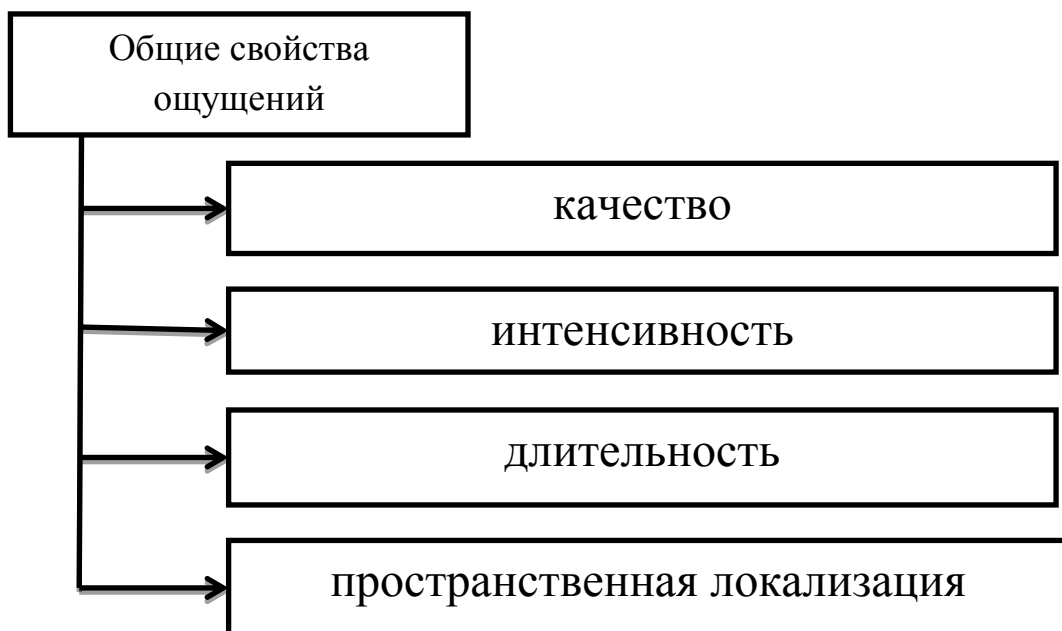 Общие свойства
ощущений
качество
интенсивность
длительность
пространственная локализация